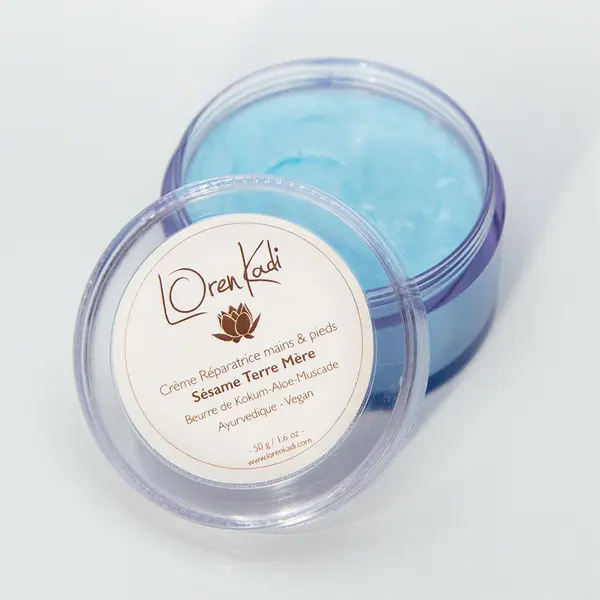 LorenKadi
Crème Réparatrice mains & pieds
Sésame Terre Mère
Beurre de Kokum-Aloe-Muscade
Ayurvedique - Vegan
- 50 g / 1.6 oz -
www.lorenkadi.com